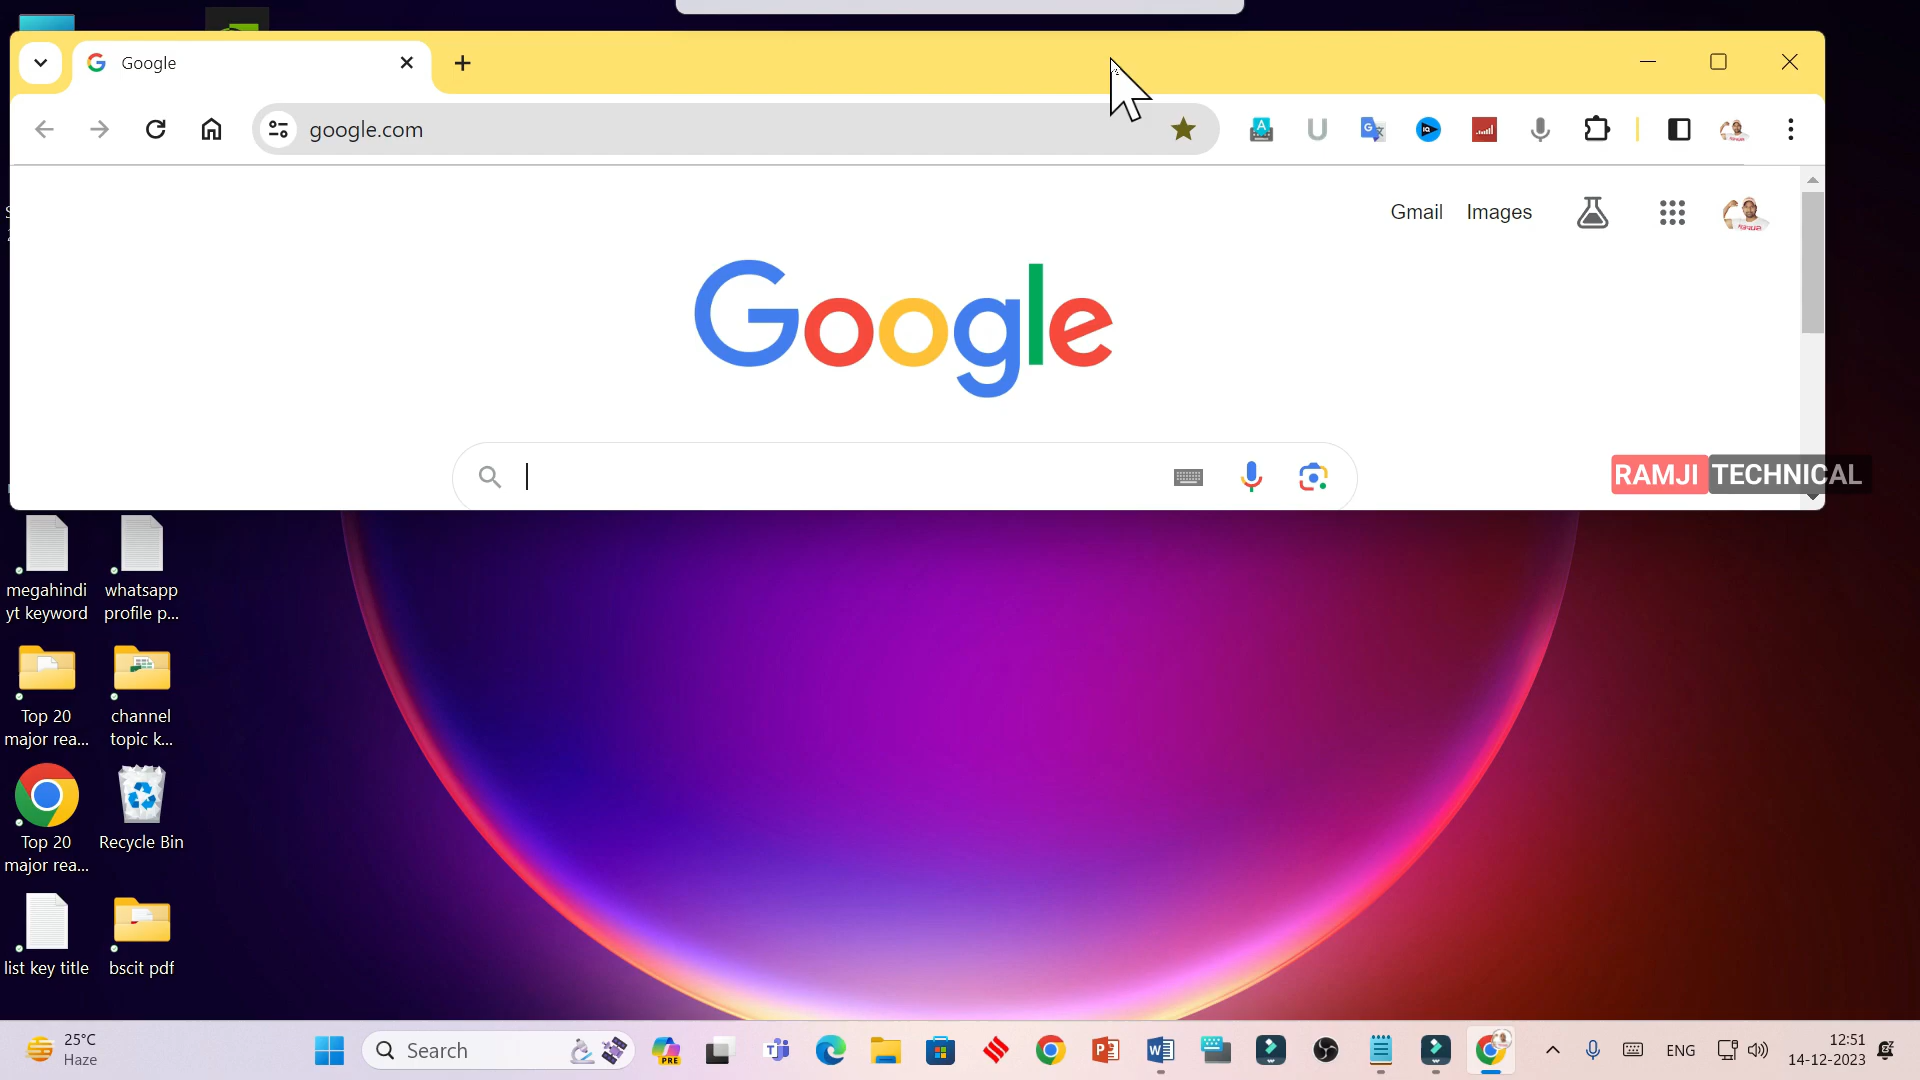 Google
google.com
Gmail Images
Google
RAMJI TECHNICAL
megahindi
yt keyword
whatsapp
profile p...
Top 20
major rea...
channel
topic k...
Top 20
major rea...
Recycle Bin
list key title
bscit pdf
25°C
Haze
Search
PRE
ENG
12:51
14-12-2023